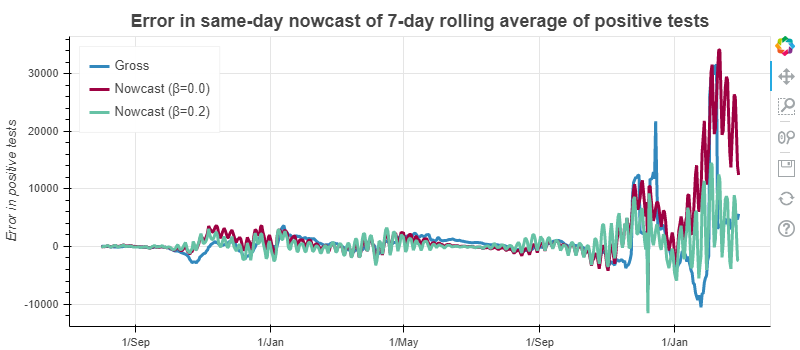 Error in same-day nowcast of 7-day rolling average of positive tests
Gross
Nowcast (β=0.0)
Nowcast (β=0.2)
Error in positive tests
30000
20000
10000
0
-10000
1/Sep
1/Jan
1/May
1/Sep
1/Jan